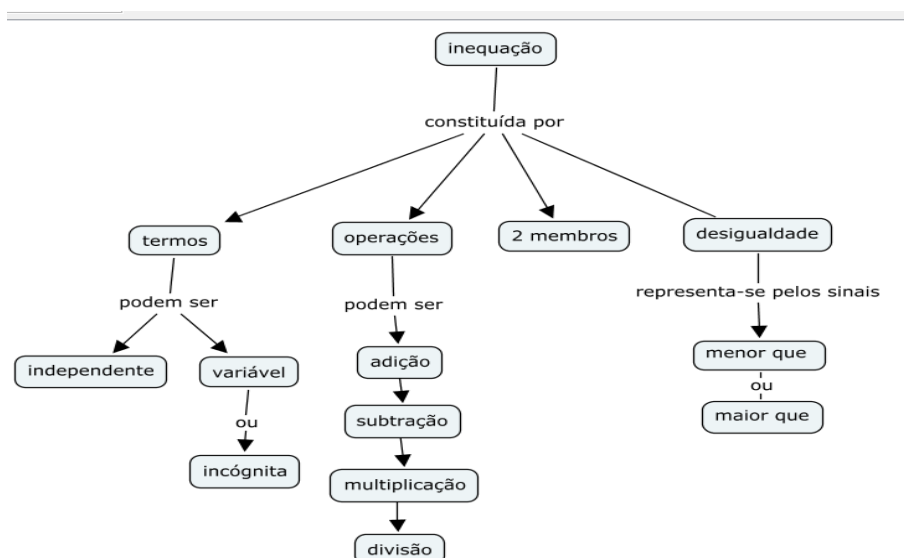 inequação
constituída por
termos
operações
2 membros
desigualdade
podem ser
podem ser
representa-se pelos sinais
independente
variável
adição
menor que
ou
ou
maior que
subtração
incógnita
multiplicação
divisão